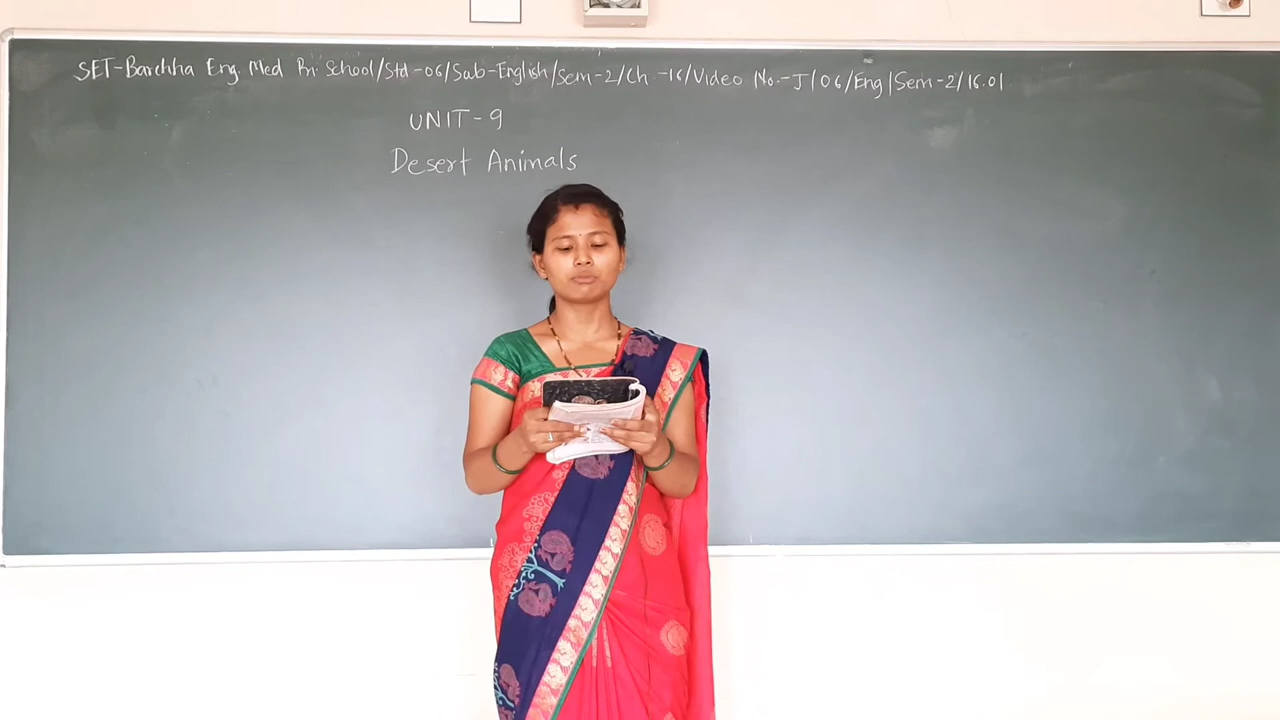 SET-Barchha Eng. Med Pri. School/Std-06/Sub-English/Sem-2/Ch-16/Video No.-J/06/Eng/Sem-2/16.01
UNIT-9
Desert Animals